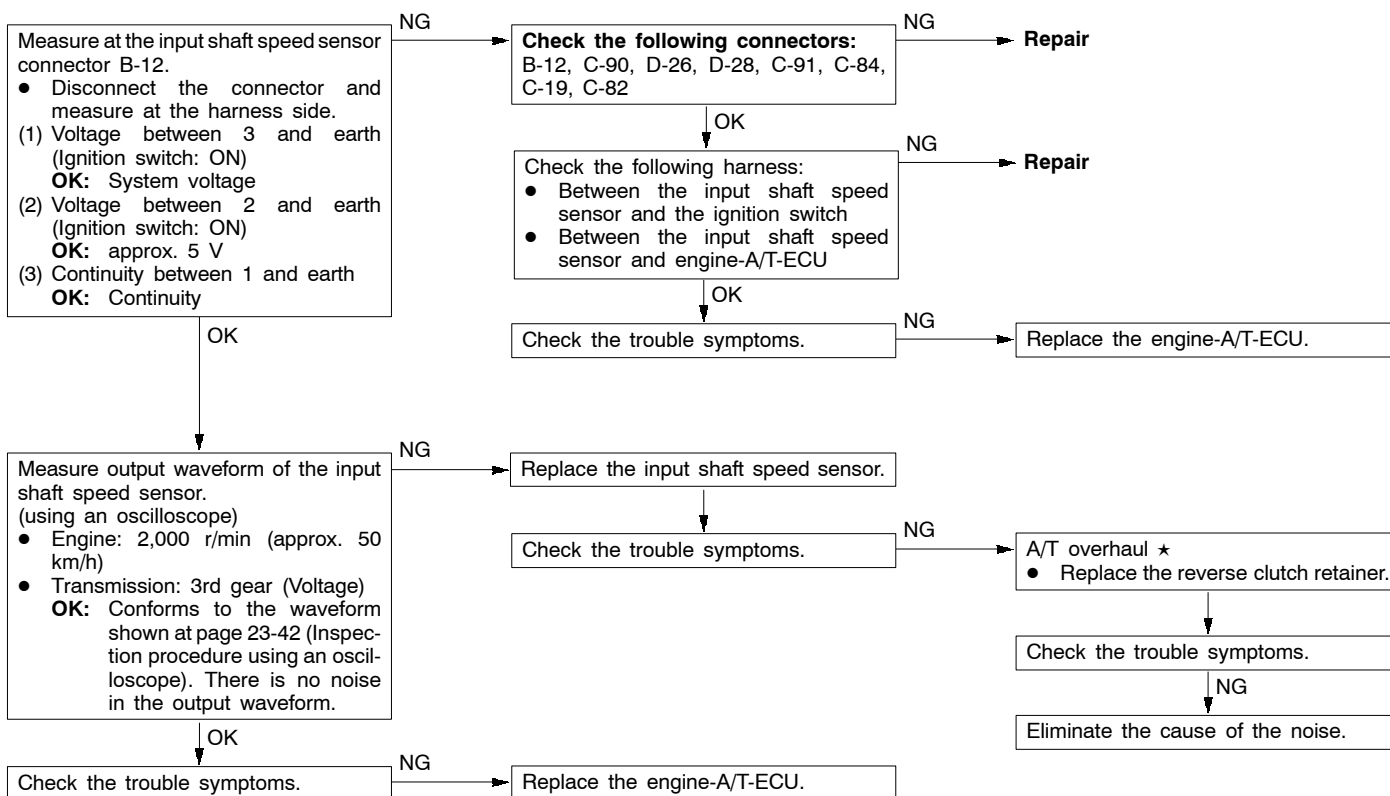 Measure at the input shaft speed sensor
connector B-12.
● Disconnect the connector and
measure at the harness side.
(1) Voltage between 3 and earth
(Ignition switch: ON)
OK: System voltage
(2) Voltage between 2 and earth
(Ignition switch: ON)
OK: approx. 5 V
(3) Continuity between 1 and earth
OK: Continuity
NG
Check the following connectors:
B-12, C-90, D-26, D-28, C-91, C-84,
C-19, C-82
NG
Repair
OK
Check the following harness:
● Between the input shaft speed
sensor and the ignition switch
● Between the input shaft speed
sensor and engine-A/T-ECU
NG
Repair
OK
Check the trouble symptoms.
NG
Replace the engine-A/T-ECU.
OK
Measure output waveform of the input
shaft speed sensor.
(using an oscilloscope)
● Engine: 2,000 r/min (approx. 50
km/h)
● Transmission: 3rd gear (Voltage)
OK: Conforms to the waveform
shown at page 23-42 (Inspec-
tion procedure using an oscil-
loscope). There is no noise
in the output waveform.
NG
Replace the input shaft speed sensor.
Check the trouble symptoms.
NG
A/T overhaul ★
● Replace the reverse clutch retainer.
Check the trouble symptoms.
NG
Eliminate the cause of the noise.
OK
Check the trouble symptoms.
NG
Replace the engine-A/T-ECU.